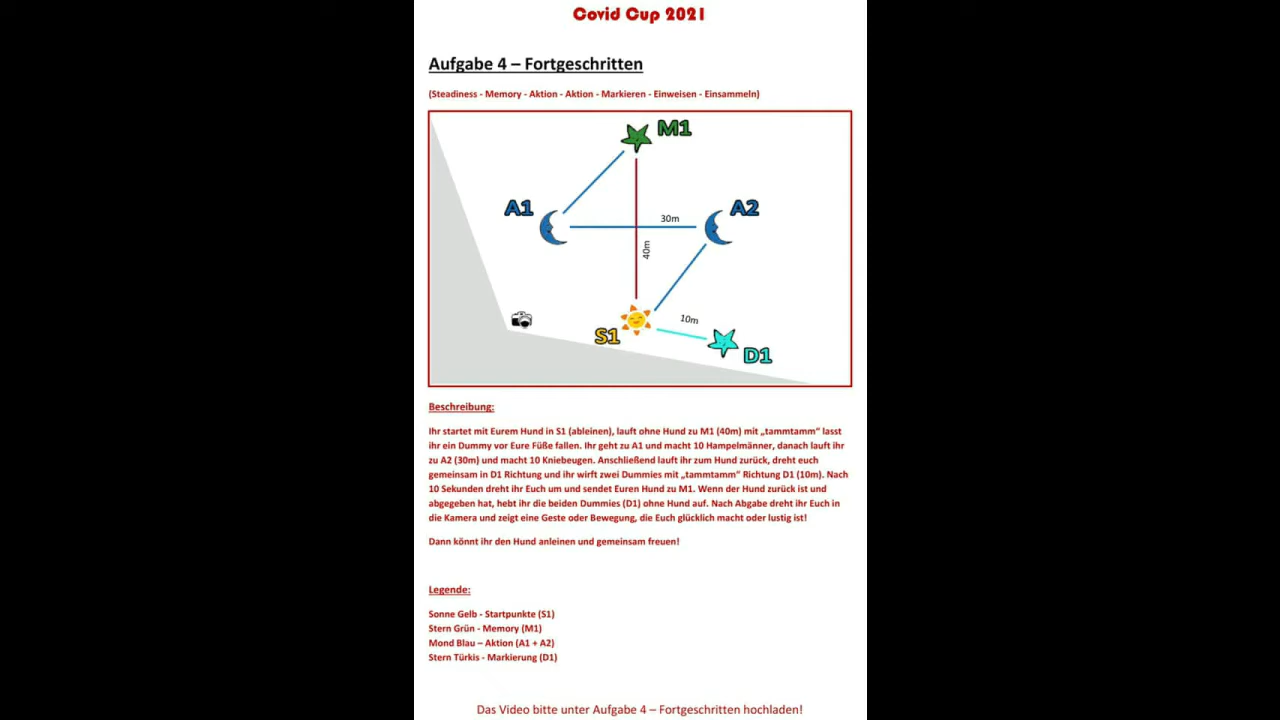 Covid Cup 2021
Aufgabe 4 – Fortgeschritten
(Steadiness - Memory - Aktion - Aktion - Markieren - Einweisen - Einsammeln)
M1
A1
A2
30m
40m
S1
10m
D1
Beschreibung:
Ihr startet mit Eurem Hund in S1 (ableinen), lauft ohne Hund zu M1 (40m) mit „tammtamm“ lasst
ihr ein Dummy vor Eure Füße fallen. Ihr geht zu A1 und macht 10 Hampelmänner, danach lauft ihr
zu A2 (30m) und macht 10 Kniebeugen. Anschließend lauft ihr zum Hund zurück, dreht euch
gemeinsam in D1 Richtung und ihr wirft zwei Dummies mit „tammtamm“ Richtung D1 (10m). Nach
10 Sekunden dreht ihr Euch um und sendet Euren Hund zu M1. Wenn der Hund zurück ist und
abgegeben hat, hebt ihr die beiden Dummies (D1) ohne Hund auf. Nach Abgabe dreht ihr Euch in
die Kamera und zeigt eine Geste oder Bewegung, die Euch glücklich macht oder lustig ist!
Dann könnt ihr den Hund anleinen und gemeinsam freuen!
Legende:
Sonne Gelb - Startpunkte (S1)
Stern Grün - Memory (M1)
Mond Blau – Aktion (A1 + A2)
Stern Türkis - Markierung (D1)
Das Video bitte unter Aufgabe 4 – Fortgeschritten hochladen!